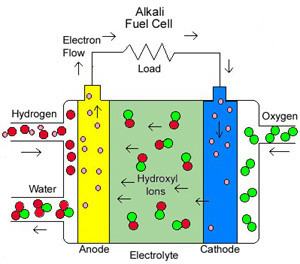 Alkali
Fuel Cell
Electron
Flow
Load
Hydrogen
Oxygen
Water
Hydroxyl
Ions
Anode
Electrolyte
Cathode